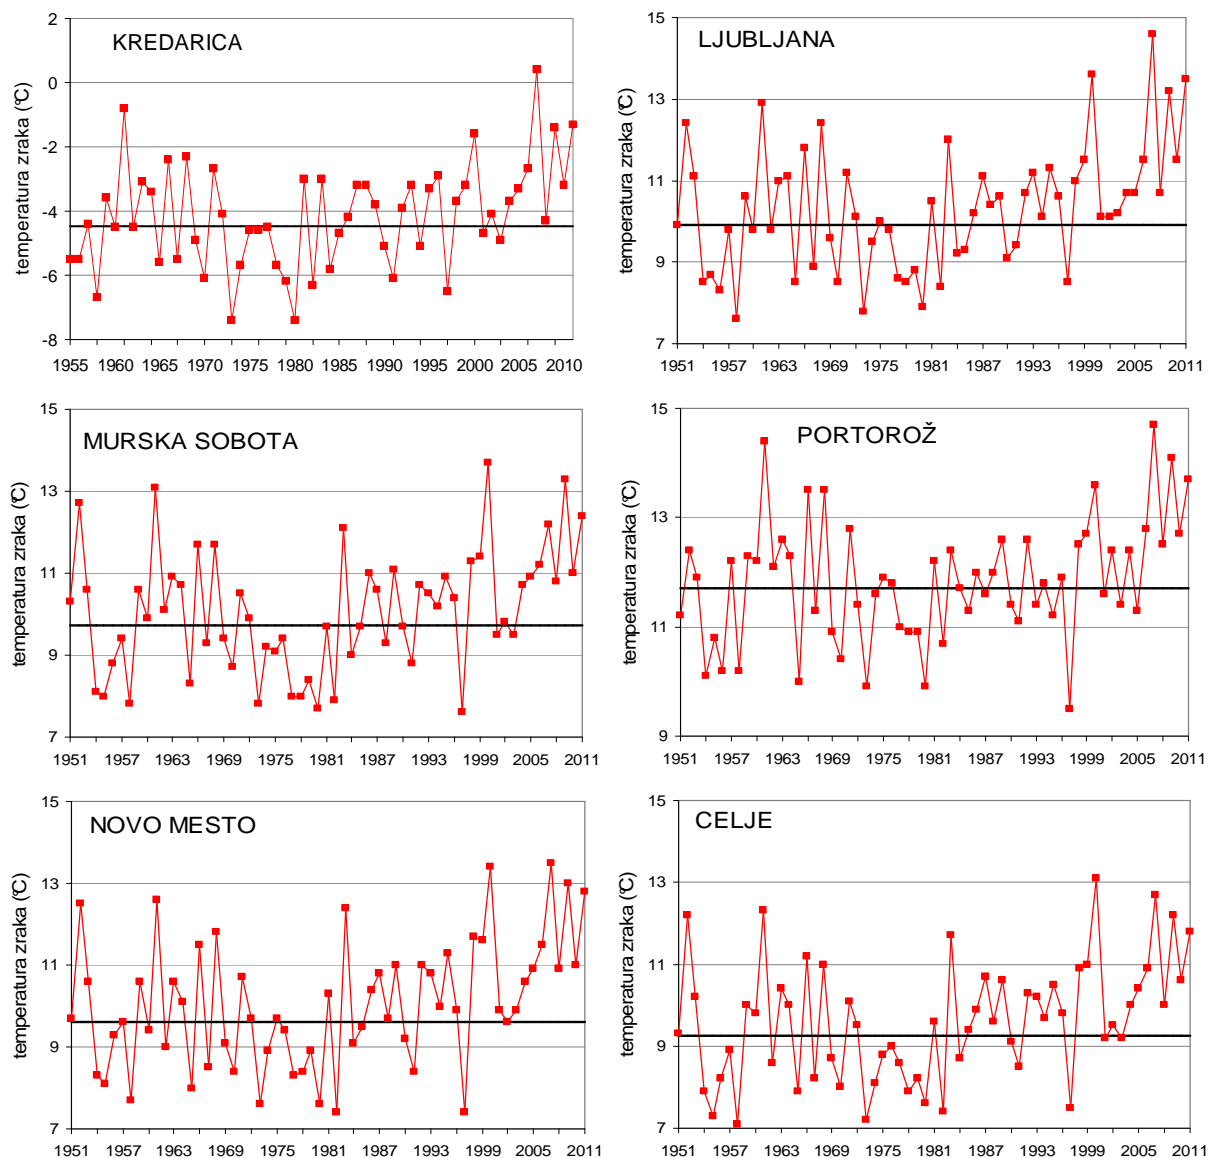 KREDARICA
temperatura zraka (°C)
2
0
-2
-4
-6
-8
1955 1960 1965 1970 1975 1980 1985 1990 1995 2000 2005 2010
LJUBLJANA
temperatura zraka (°C)
15
13
11
9
7
1951 1957 1963 1969 1975 1981 1987 1993 1999 2005 2011
MURSKA SOBOTA
temperatura zraka (°C)
15
13
11
9
7
1951 1957 1963 1969 1975 1981 1987 1993 1999 2005 2011
PORTOROŽ
temperatura zraka (°C)
15
13
11
9
1951 1957 1963 1969 1975 1981 1987 1993 1999 2005 2011
NOVO MESTO
temperatura zraka (°C)
15
13
11
9
7
1951 1957 1963 1969 1975 1981 1987 1993 1999 2005 2011
CELJE
temperatura zraka (°C)
15
13
11
9
7
1951 1957 1963 1969 1975 1981 1987 1993 1999 2005 2011